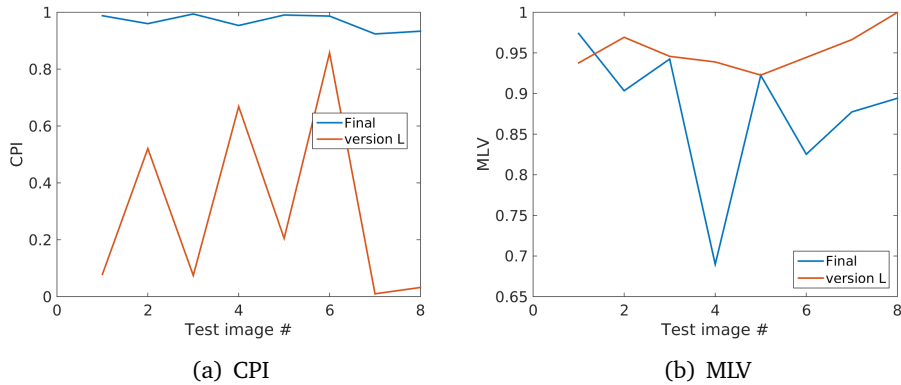 1
0.8
0.6
0.4
0.2
0
CPI
Final
version L
0 2 4 6 8
Test image #
(a) CPI
1
0.95
0.9
0.85
0.8
0.75
0.7
0.65
MLV
Final
version L
0 2 4 6 8
Test image #
(b) MLV